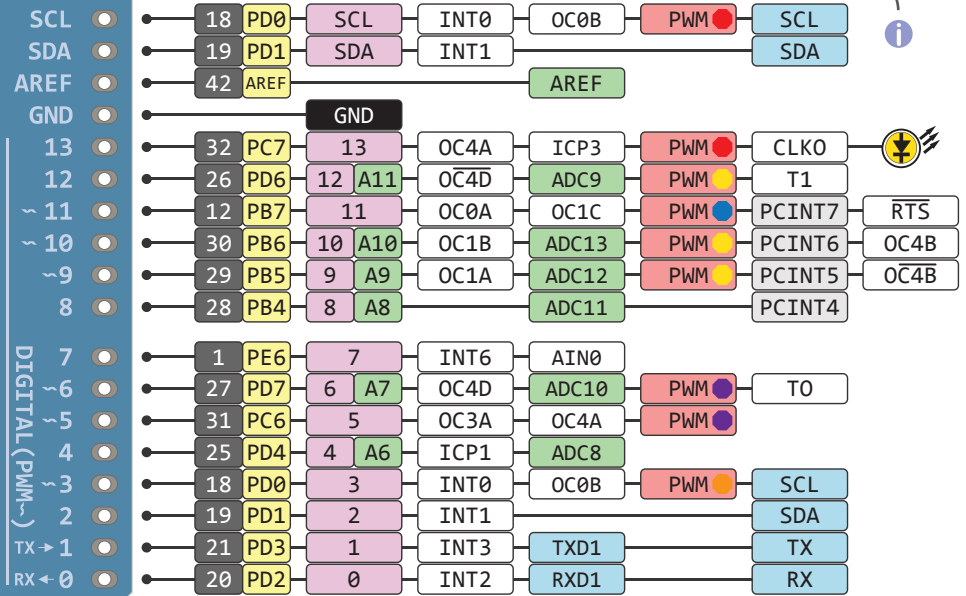 SCL 18 PD0 SCL INT0 OC0B PWM SCL
i
SDA 19 PD1 SDA INT1 SDA
AREF 42 AREF AREF
GND GND
13 32 PC7 13 OC4A ICP3 PWM CLKO
12 26 PD6 12 A11 OC4D ADC9 PWM T1
~ 11 12 PB7 11 OC0A OC1C PWM PCINT7 RTS
~ 10 30 PB6 10 A10 OC1B ADC13 PWM PCINT6 OC4B
~9 29 PB5 9 A9 OC1A ADC12 PWM PCINT5 OC4B
8 28 PB4 8 A8 ADC11 PCINT4
DIGITAL(PWM~)
7 1 PE6 7 INT6 AIN0
~6 27 PD7 6 A7 OC4D ADC10 PWM TO
~5 31 PC6 5 OC3A OC4A PWM
4 25 PD4 4 A6 ICP1 ADC8
~3 18 PD0 3 INT0 OC0B PWM SCL
2 19 PD1 2 INT1 SDA
TX→ 1 21 PD3 1 INT3 TXD1 TX
RX← 0 20 PD2 0 INT2 RXD1 RX